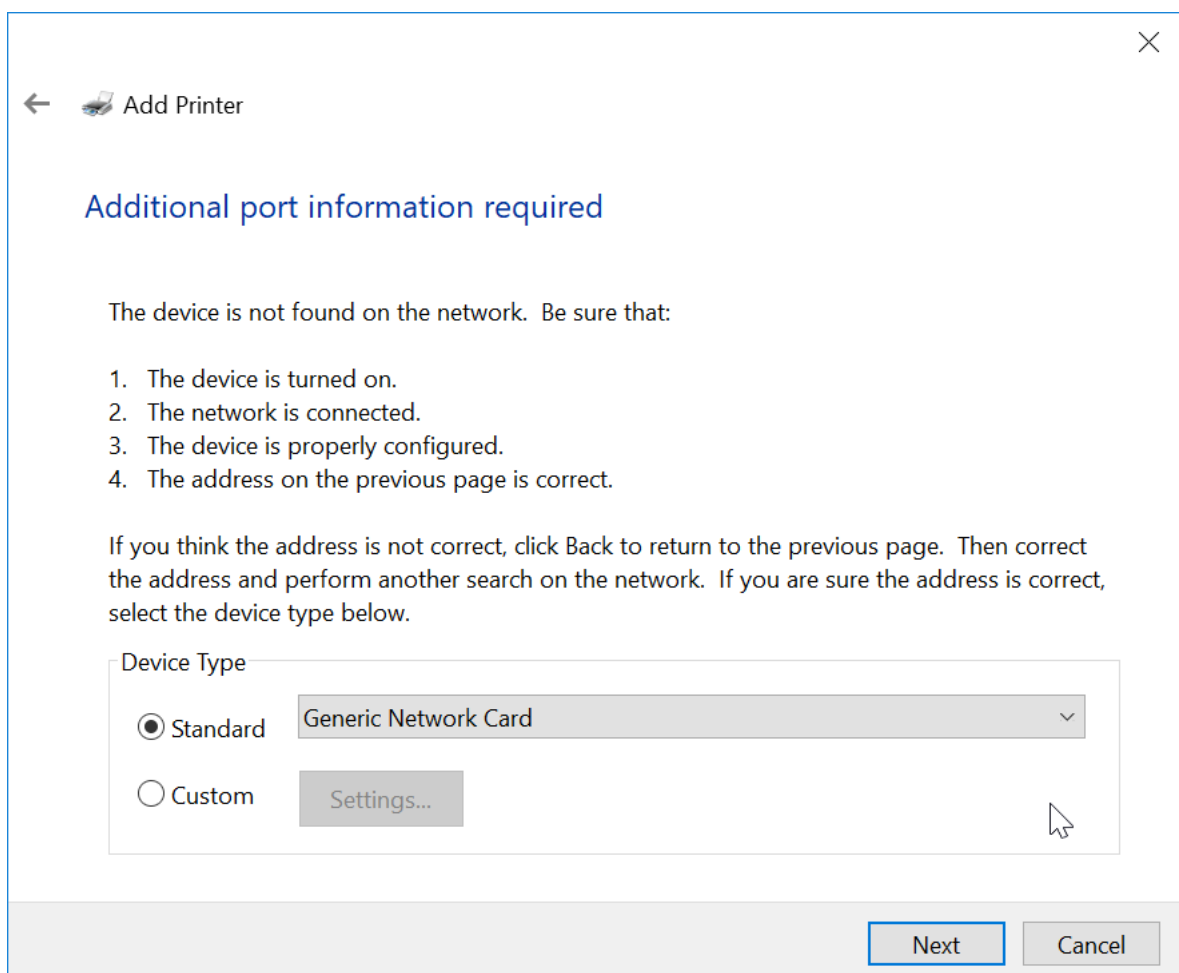 Add Printer
Additional port information required
The device is not found on the network.  Be sure that:
1.   The device is turned on.
2.   The network is connected.
3.   The device is properly configured.
4.   The address on the previous page is correct.
If you think the address is not correct, click Back to return to the previous page.  Then correct
the address and perform another search on the network.  If you are sure the address is correct,
select the device type below.
Device Type
Standard
Generic Network Card
Custom
Settings...
Next
Cancel